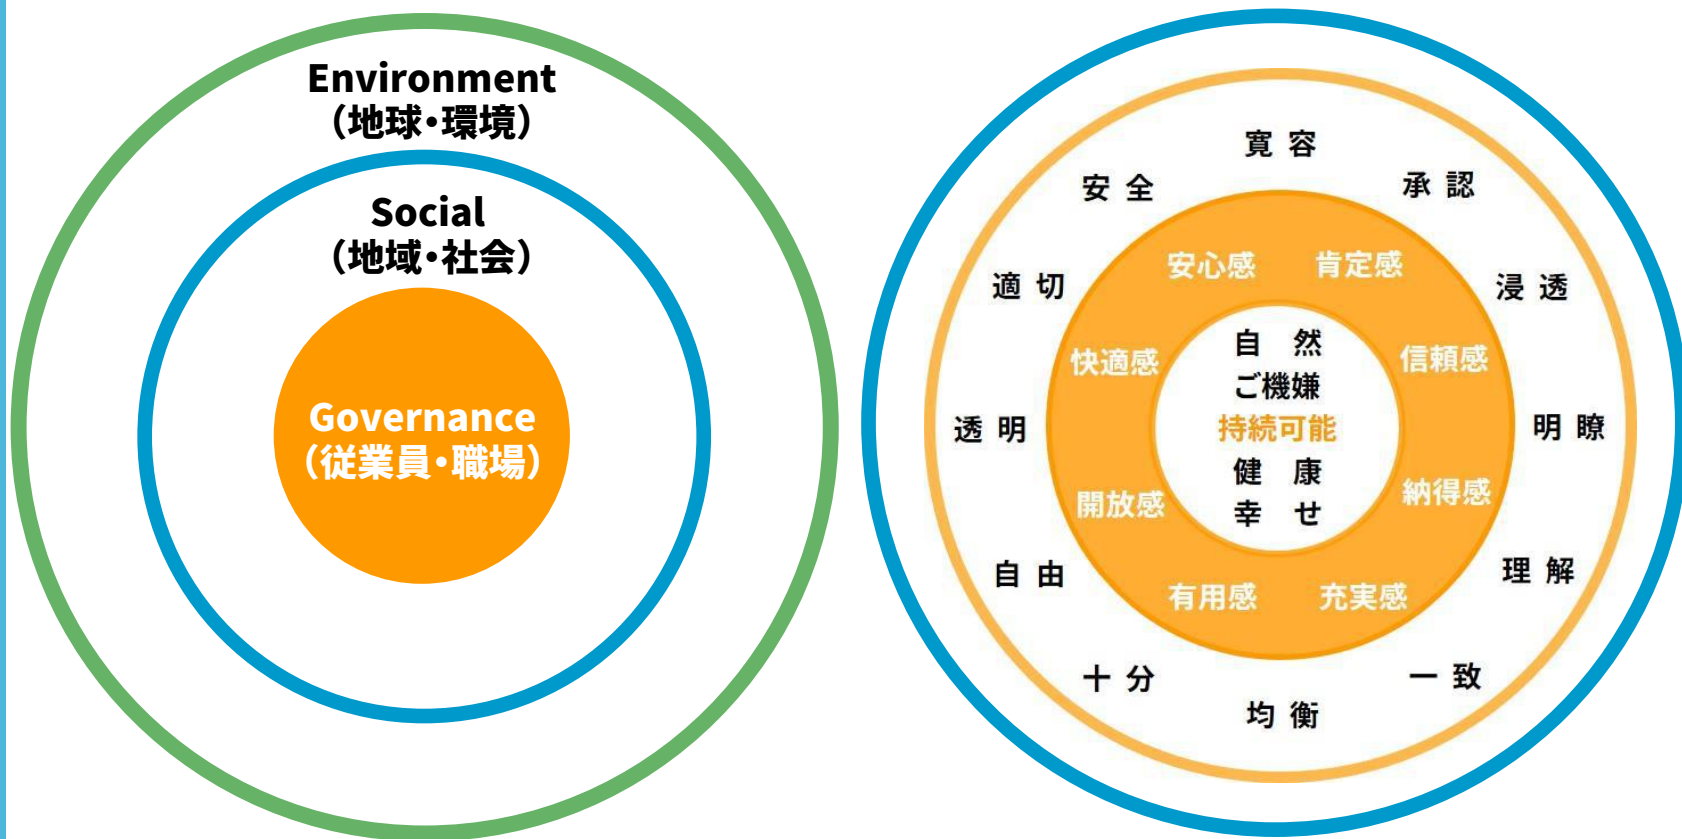 Environment
（地球・環境）
Social
（地域・社会）
Governance
（従業員・職場）
寛容
承認
浸透
明瞭
理解
一致
均衡
十分
自由
透明
適切
安全
安心感
肯定感
信頼感
納得感
充実感
有用感
開放感
快適感
自然
ご機嫌
持続可能
健康
幸せ